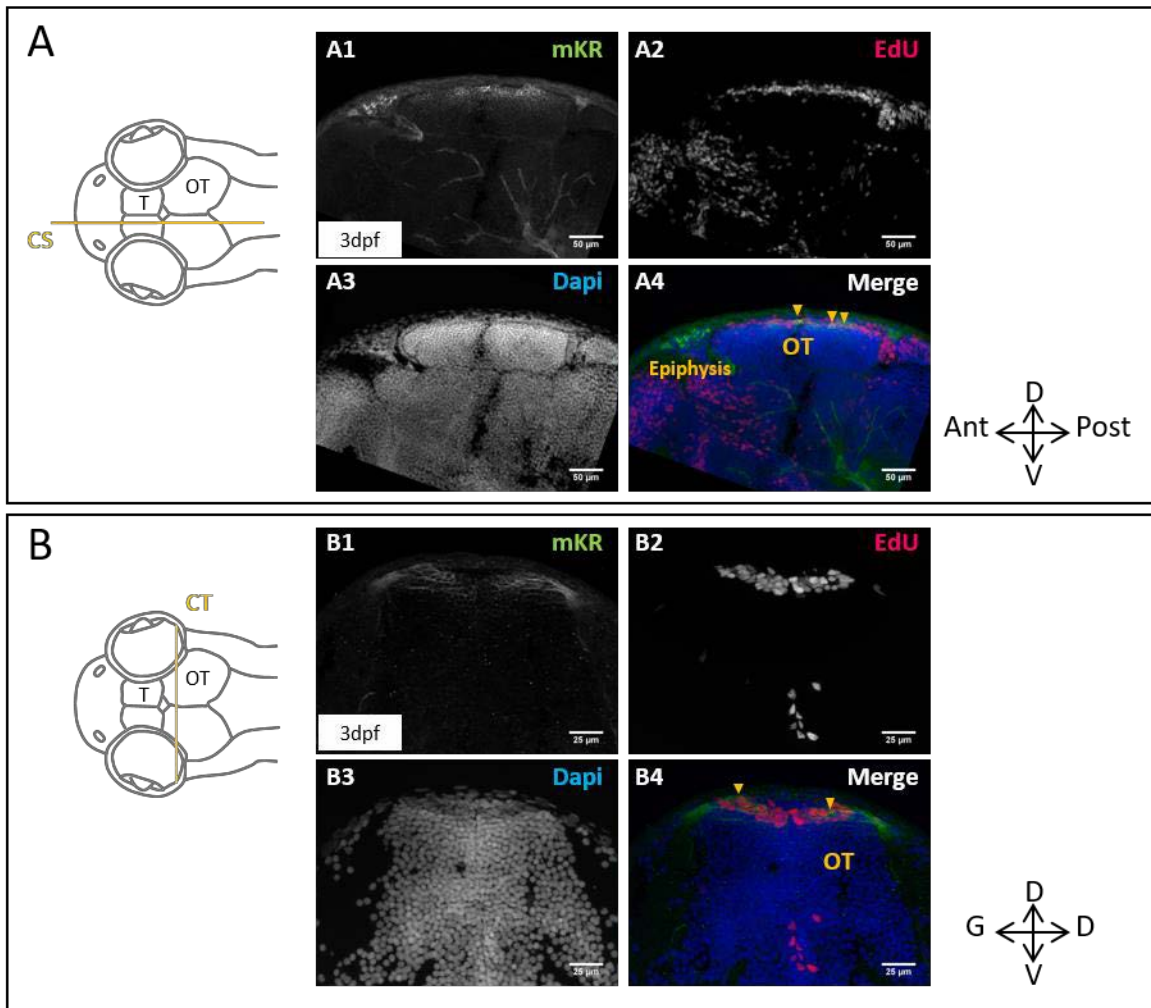 A
OT
T
CS
A1 mKR
3dpf
50 µm
A2 EdU
50 µm
A3 Dapi
50 µm
A4 Merge
OT
Epiphysis
50 µm
D
Ant Post
V
B
CT
OT
T
B1 mKR
3dpf
25 µm
B2 EdU
25 µm
B3 Dapi
25 µm
B4 Merge
OT
25 µm
D
G D
V